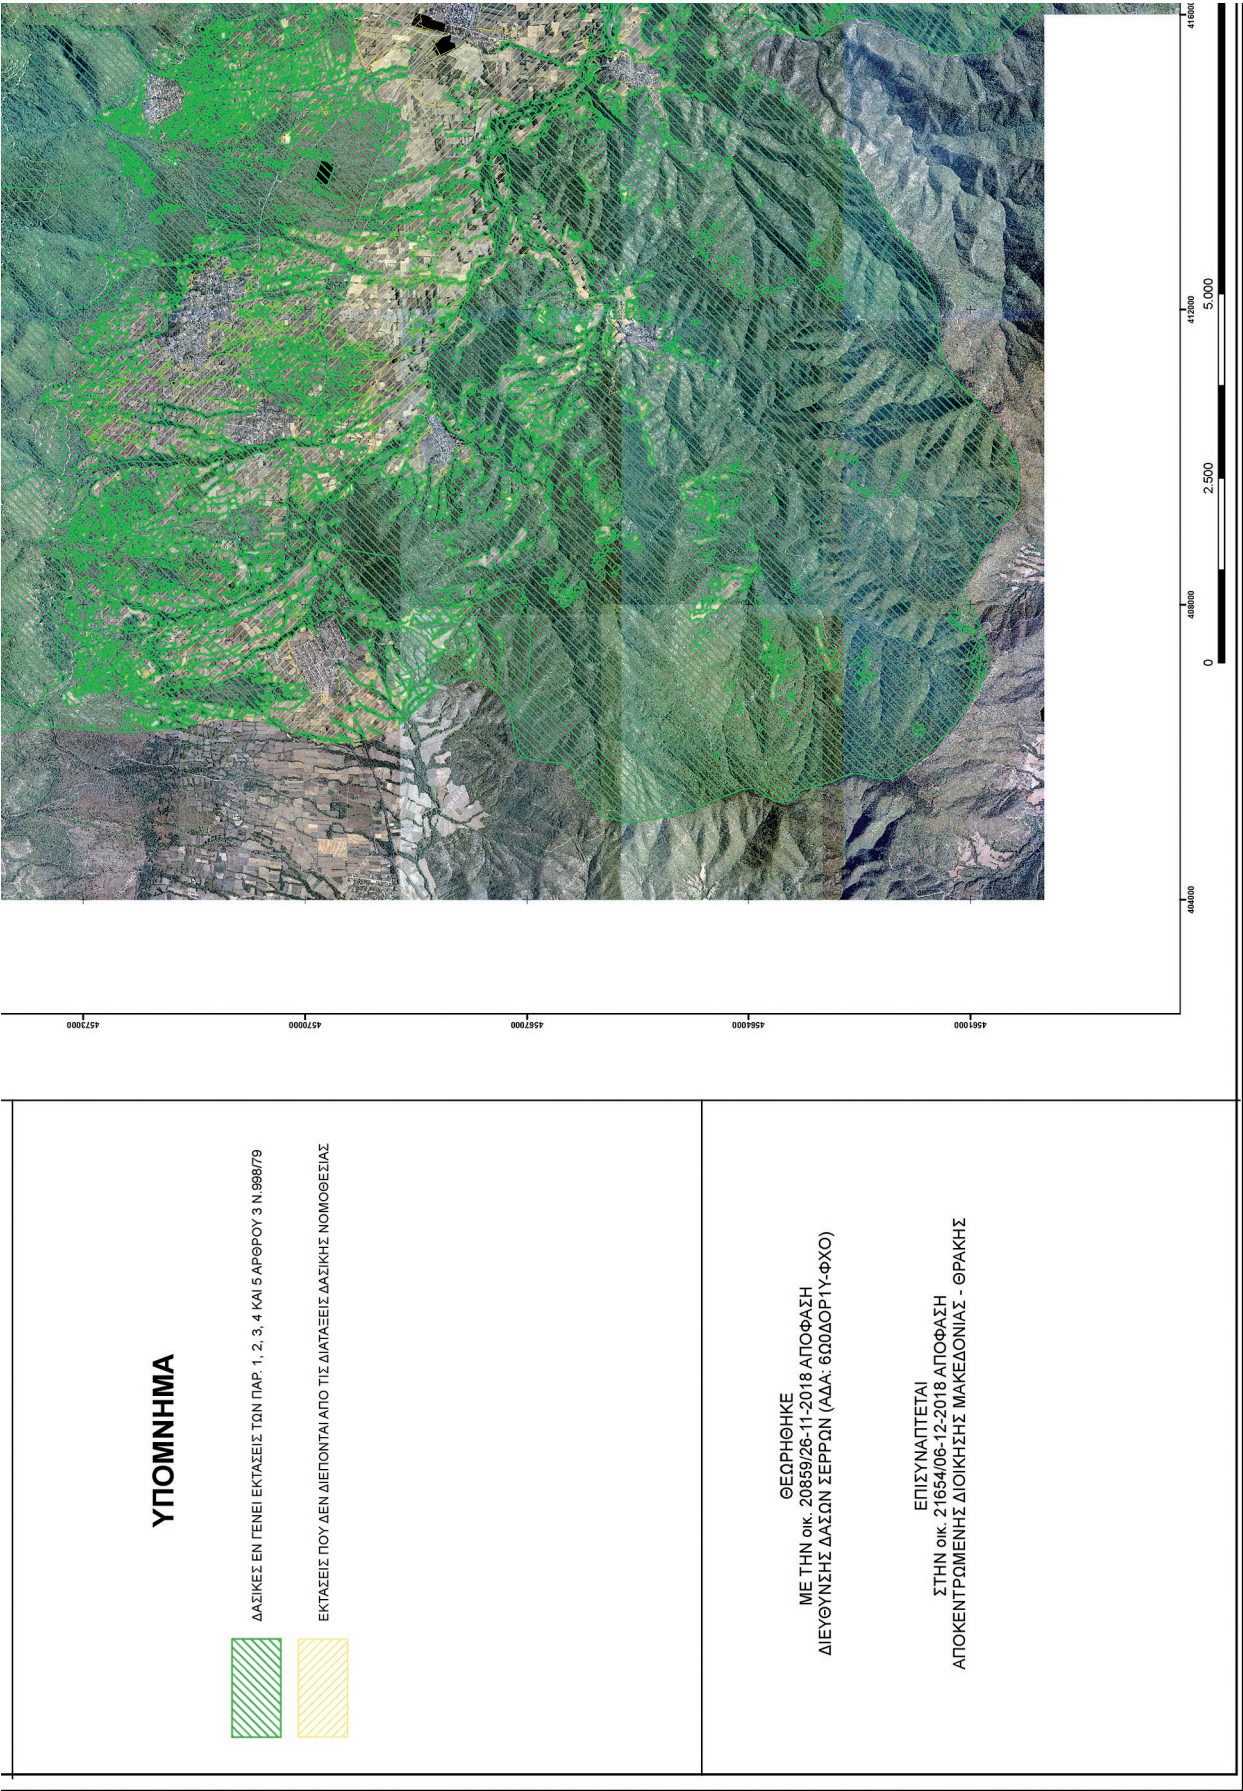 4573000
4570000
4567000
4564000
4561000
404000
408000
412000
0
2.500
5.000
ΥΠΟΜΝΗΜΑ
ΔΑΣΙΚΕΣ ΕΝ ΓΕΝΕΙ ΕΚΤΑΣΕΙΣ ΤΩΝ ΠΑΡ. 1, 2, 3, 4 ΚΑΙ 5 ΑΡΘΡΟΥ 3 Ν.998/79
ΕΚΤΑΣΕΙΣ ΠΟΥ ΔΕΝ ΔΙΕΠΟΝΤΑΙ ΑΠΟ ΤΙΣ ΔΙΑΤΑΞΕΙΣ ΔΑΣΙΚΗΣ ΝΟΜΟΘΕΣΙΑΣ
ΘΕΩΡΗΘΗΚΕ
ΜΕ ΤΗΝ οικ. 20859/26-11-2018 ΑΠΟΦΑΣΗ
ΔΙΕΥΘΥΝΣΗΣ ΔΑΣΩΝ ΣΕΡΡΩΝ (ΑΔΑ: 6Ω0ΔΟΡ1Υ-ΦΧΟ)
ΕΠΙΣΥΝΑΠΤΕΤΑΙ
ΣΤΗΝ οικ. 21654/06-12-2018 ΑΠΟΦΑΣΗ
ΑΠΟΚΕΝΤΡΩΜΕΝΗΣ ΔΙΟΙΚΗΣΗΣ ΜΑΚΕΔΟΝΙΑΣ - ΘΡΑΚΗΣ